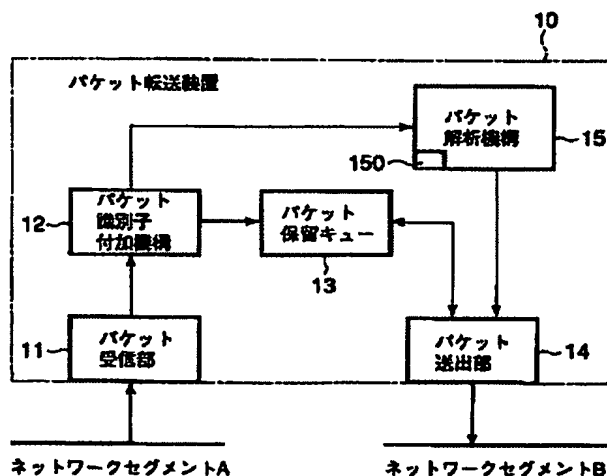 10
パケット転送装置
パケット
解析機構
15
150
パケット
識別子
付加機構
12
パケット
保留キュー
13
パケット
受信部
11
パケット
送出部
14
ネットワークセグメントA
ネットワークセグメントB